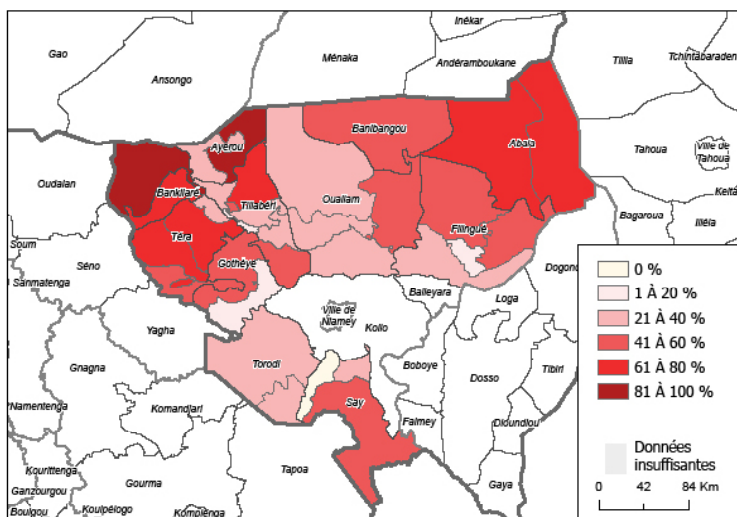 Gao
Ansongo
Ménaka
Inékar
Andéramboukane
Tillia
Tchintabaraden
Oudalan
Ayérou
Banibangou
Abala
Tahoua
Ville de
Tahoua
Bankilaré
Tillabéri
Ouallam
Filingué
Bagaroua
Keita
Illéla
Soum
Séno
Téra
Gothèye
Sanmatenga
Yagha
Ville de
Niamey
Kollo
Balleyara
Loga
Dogond
Gnagna
Torodi
Say
Boboye
Dosso
Tibiri
Namentenga
Komandjari
Falmey
Dioundiou
Kourittenga
Gourma
Tapoa
Gaya
Ganzourgou
Boulgou
Koulpélogo
Kompienga
0 %
1 À 20 %
21 À 40 %
41 À 60 %
61 À 80 %
81 À 100 %
Données
insuffisantes
0 42 84 Km